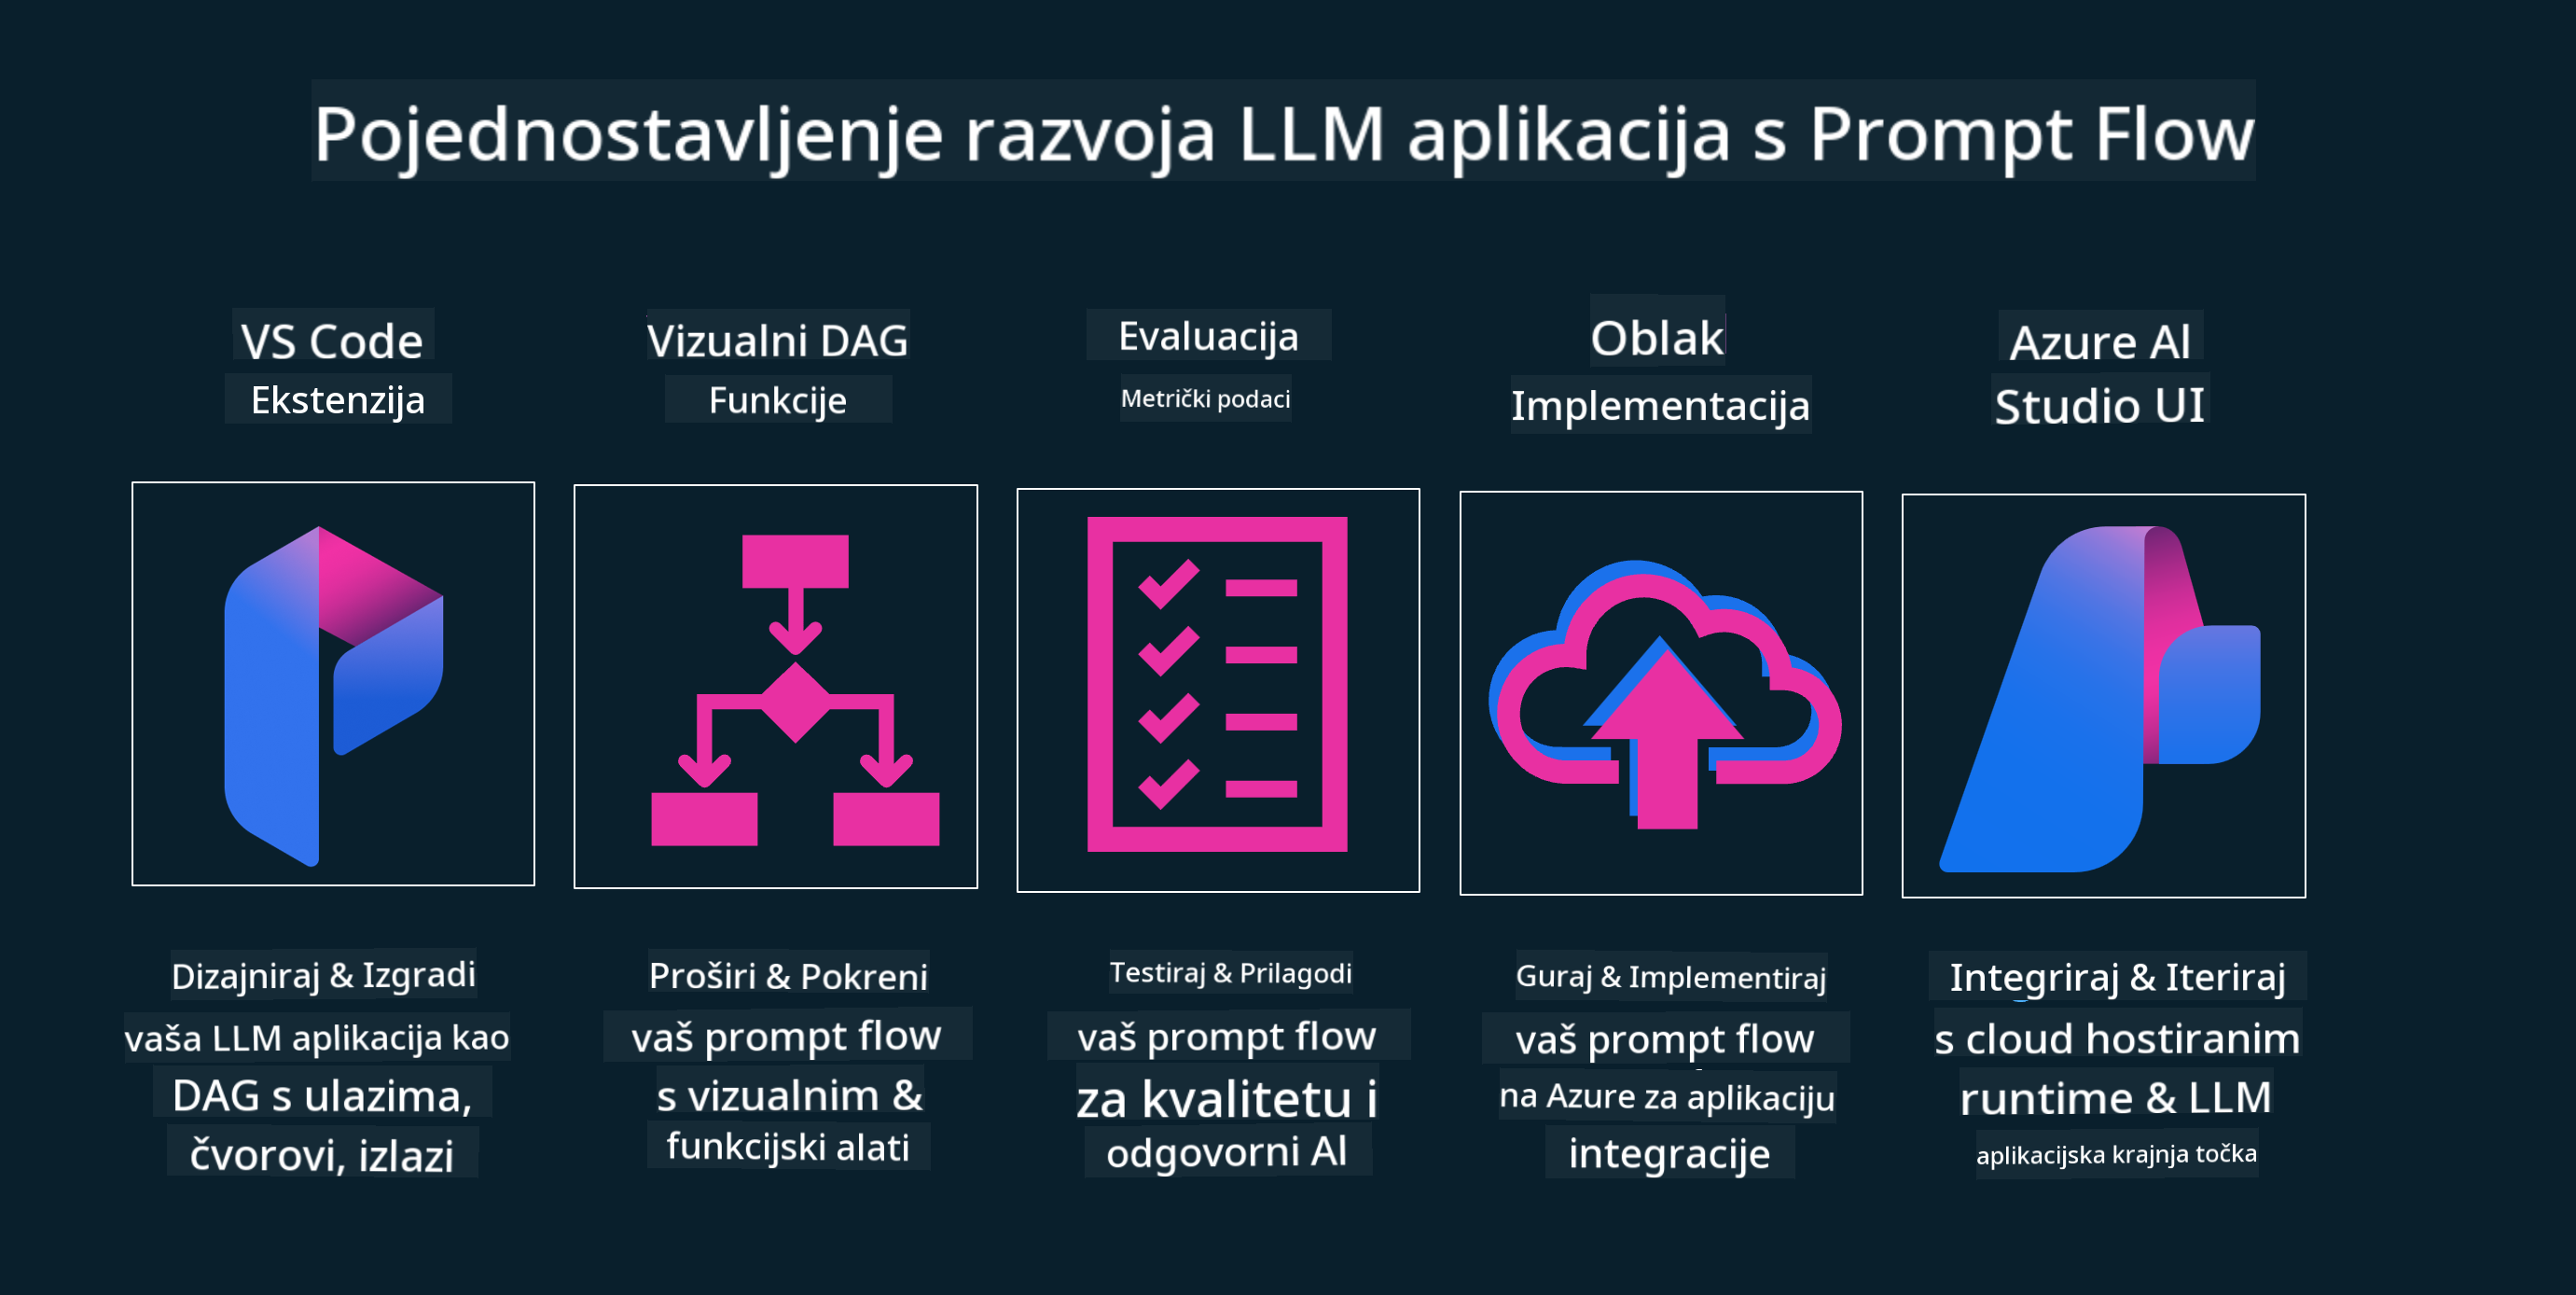 Pojednostavljenje razvoja LLM aplikacija s Prompt Flow
VS Code
Ekstenzija
Vizualni DAG
Funkcije
Evaluacija
Metrički podaci
Oblak
Implementacija
Azure Al
Studio UI
Dizajniraj & Izgradi
vaša LLM aplikacija kao
DAG s ulazima,
čvorovi, izlazi
Proširi & Pokreni
vaš prompt flow
s vizualnim &
funkcijski alati
Testiraj & Prilagodi
vaš prompt flow
za kvalitetu i
odgovorni Al
Guraj & Implementiraj
vaš prompt flow
na Azure za aplikaciju
integracije
Integriraj & Iteriraj
s cloud hostiranim
runtime & LLM
aplikacijska krajnja točka